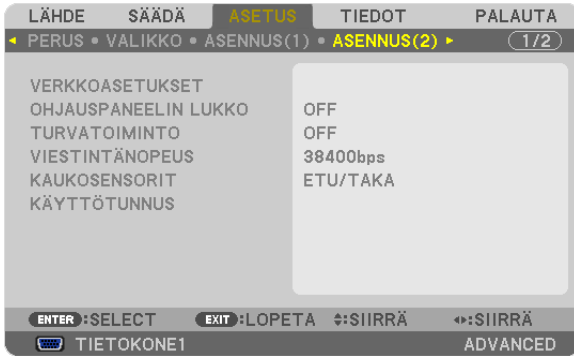 LÄHDE SÄÄDÄ ASETUS TIEDOT PALAUTA
PERUS • VALIKKO • ASENNUS(1) • ASENNUS(2) 1/2
VERKKOASETUKSET
OHJAUSPANEELIN LUKKO OFF
TURVATOIMINTO OFF
VIESTINTÄNOPEUS 38400bps
KAUKOSENSORIT ETU/TAKA
KÄYTTÖTUNNUS
ENTER :SELECT EXIT :LOPETA :SIIRRÄ :SIIRRÄ
TIETOKONE1 ADVANCED